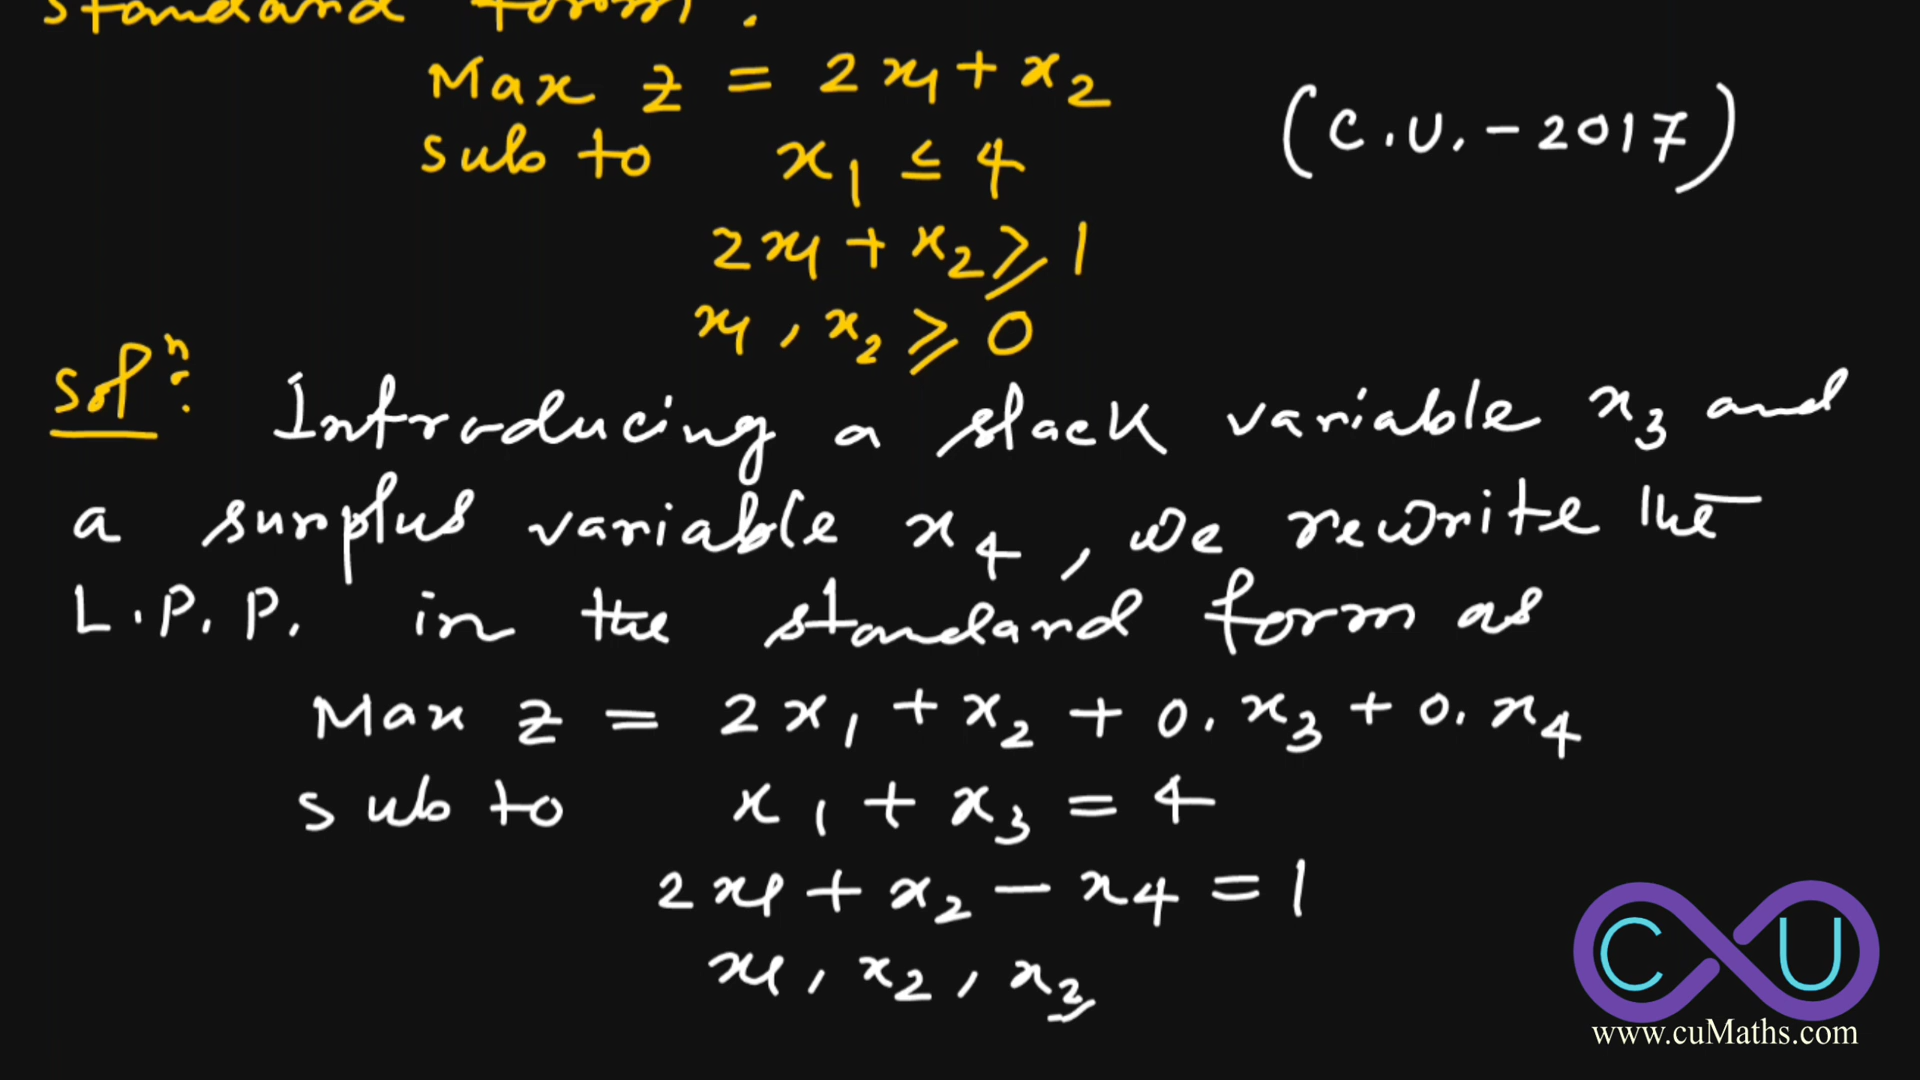 standard form.
Max z = 2x₁ + x₂
sub to x₁ ≤ 4
(C.U. - 2017)
2x₁ + x₂ ≥ 1
x₁, x₂ ≥ 0
Solⁿ: Introducing a slack variable x₃ and
a surplus variable x₄, we rewrite the
L.P.P. in the standard form as
Max z = 2x₁ + x₂ + 0.x₃ + 0.x₄
sub to x₁ + x₃ = 4
2x₁ + x₂ - x₄ = 1
x₁, x₂, x₃
CU
www.cuMaths.com